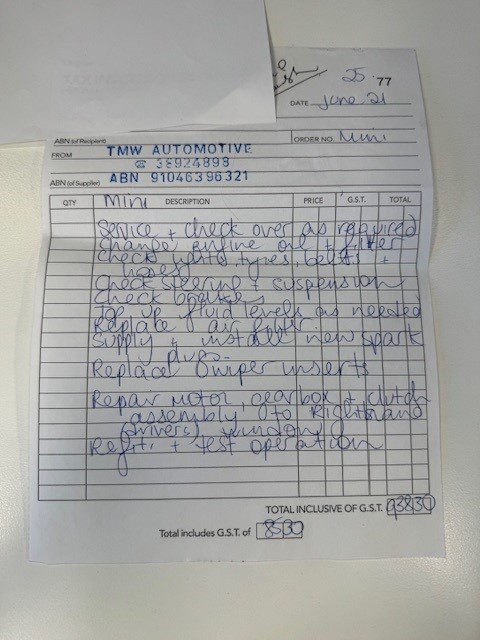 25 77
DATE June 21
ABN (of Recipient)
ORDER NO. Mini
FROM TMW AUTOMOTIVE
☎ 38924898
ABN (of Supplier) ABN 91046396321
QTY DESCRIPTION PRICE G.S.T. TOTAL
Mini
Service + check over as required
change engine oil + filter
check lights, tyres, belts +
hoses
Check steering + suspension
Check brakes
Top up fluid levels as needed
Replace air filter
Supply + install new spark
plugs
Replace wiper inserts
Repair motor, gearbox + clutch
assembly to Right hand
(drivers) window
Refit + test operation
TOTAL INCLUSIVE OF G.S.T. 938.30
Total includes G.S.T. of 85.30